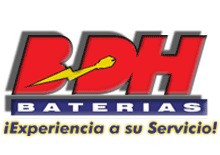 BDH
BATERIAS
¡Experiencia a su Servicio!